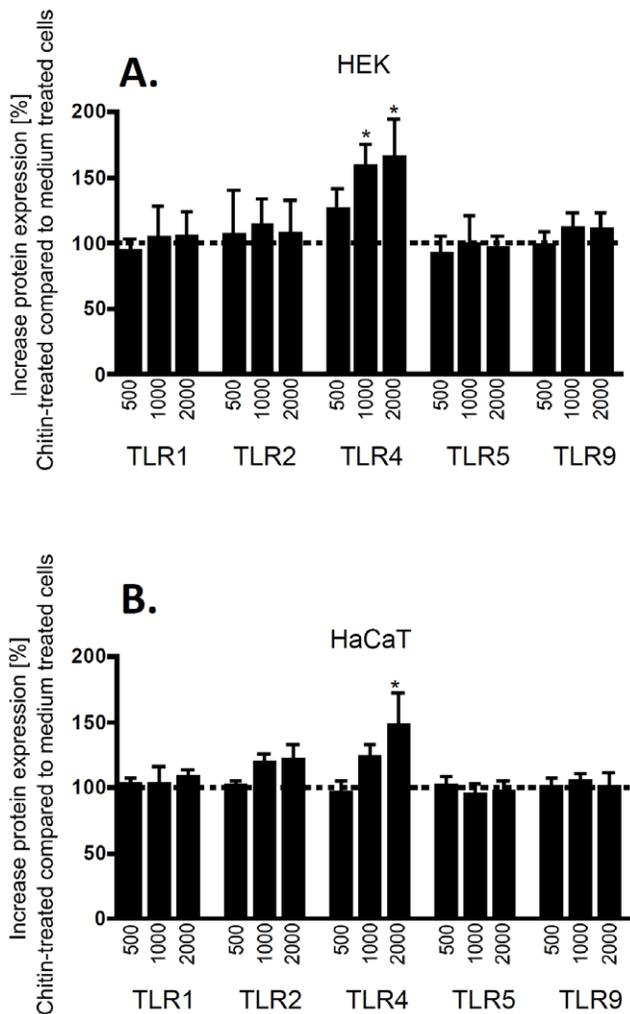 A.
HEK
Increase protein expression [%]
Chitin-treated compared to medium treated cells
200
*
*
150
100
50
0
500 1000 2000 500 1000 2000 500 1000 2000 500 1000 2000 500 1000 2000
TLR1 TLR2 TLR4 TLR5 TLR9
B.
HaCaT
Increase protein expression [%]
Chitin-treated compared to medium treated cells
200
*
150
100
50
0
500 1000 2000 500 1000 2000 500 1000 2000 500 1000 2000 500 1000 2000
TLR1 TLR2 TLR4 TLR5 TLR9